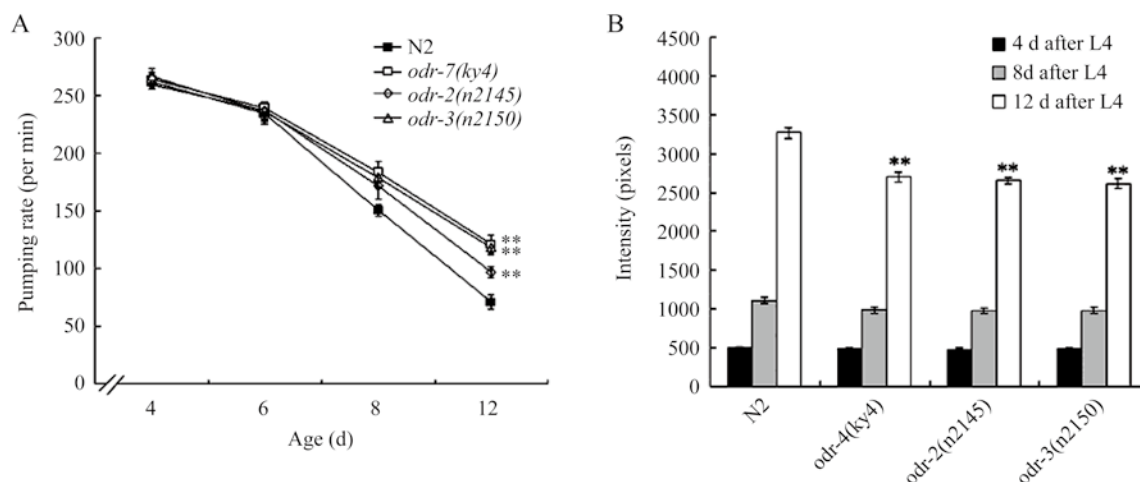 A
300
250
200
150
100
50
0
Pumping rate (per min)
4
6
8
12
Age (d)
N2
odr-7(ky4)
odr-2(n2145)
odr-3(n2150)
**
**
**
B
4500
4000
3500
3000
2500
2000
1500
1000
500
0
Intensity (pixels)
4 d after L4
8d after L4
12 d after L4
**
**
**
N2
odr-4(ky4)
odr-2(n2145)
odr-3(n2150)